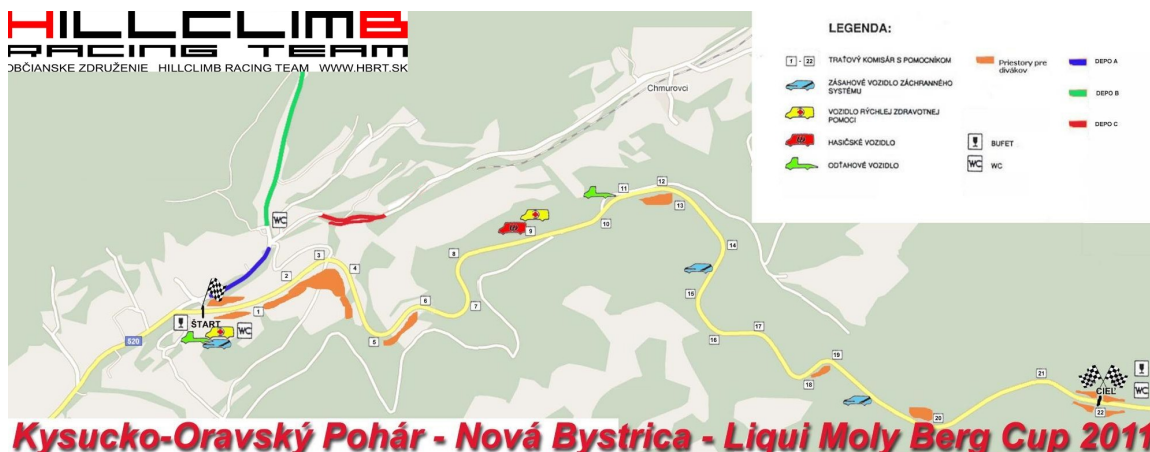 HILLCLIMB
RACING TEAM
OBČIANSKE ZDRUŽENIE HILLCLIMB RACING TEAM WWW.HBRT.SK
LEGENDA:
1 - 22 TRAŤOVÝ KOMISÁR S POMOCNÍKOM
ZÁSAHOVÉ VOZIDLO ZÁCHRANNÉHO
SYSTÉMU
VOZIDLO RÝCHLEJ ZDRAVOTNEJ
POMOCI
HASIČSKÉ VOZIDLO
ODŤAHOVÉ VOZIDLO
Priestory pre
divákov
BUFET
WC WC
DEPO A
DEPO B
DEPO C
Chmurovci
WC
ŠTART
WC
520
1
2
3
4
5
6
7
8
9
10
11
12
13
14
15
16
17
18
19
20
21
CIEĽ
WC
22
Kysucko-Oravský Pohár - Nová Bystrica - Liqui Moly Berg Cup 2011